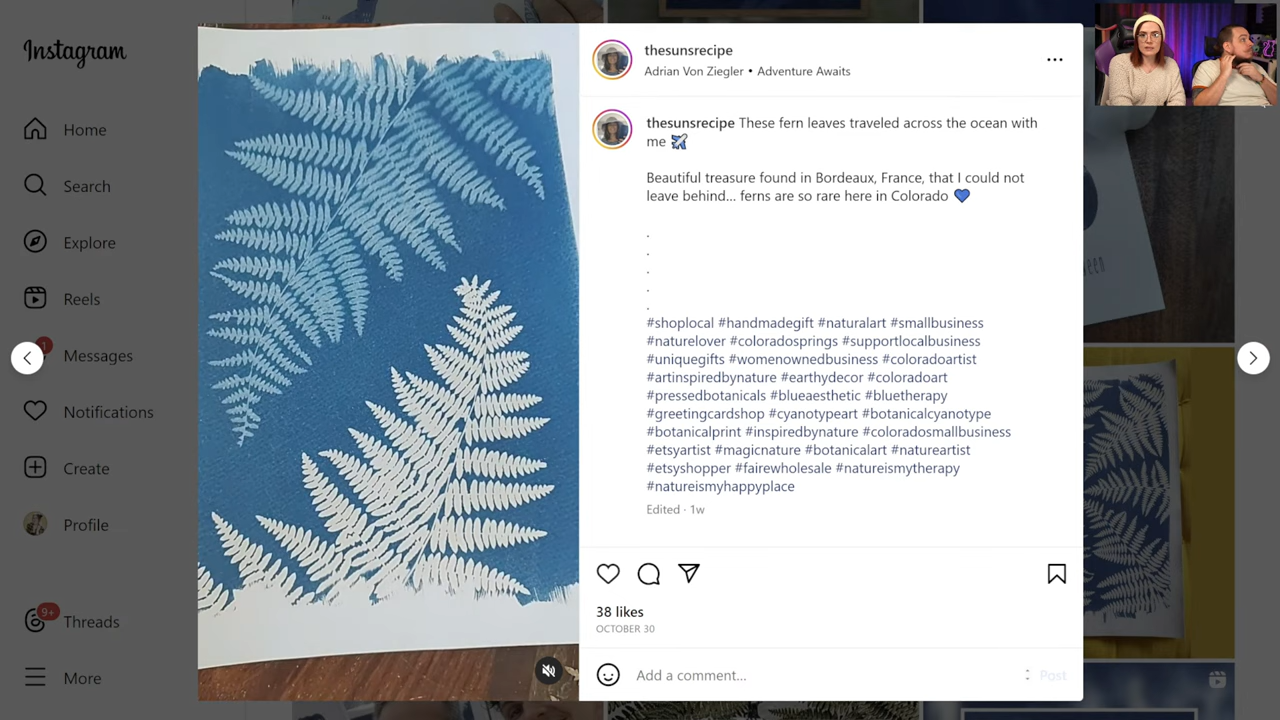 Instagram
Home
Search
Explore
Reels
1
Messages
Notifications
Create
Profile
9+
Threads
More
thesunsrecipe
Adrian Von Ziegler • Adventure Awaits
thesunsrecipe These fern leaves traveled across the ocean with
me ✈️
Beautiful treasure found in Bordeaux, France, that I could not
leave behind... ferns are so rare here in Colorado 💙
.
.
.
.
.
#shoplocal #handmadegift #naturalart #smallbusiness
#naturelover #coloradosprings #supportlocalbusiness
#uniquegifts #womenownedbusiness #coloradoartist
#artinspiredbynature #earthydecor #coloradoart
#pressedbotanicals #blueaesthetic #bluetherapy
#greetingcardshop #cyanotypeart #botanicalcyanotype
#botanicalprint #inspiredbynature #coloradosmallbusiness
#etsyartist #magicnature #botanicalart #natureartist
#etsyshopper #fairewholesale #natureismytherapy
#natureismyhappyplace
Edited · 1w
38 likes
OCTOBER 30
Add a comment...
Post